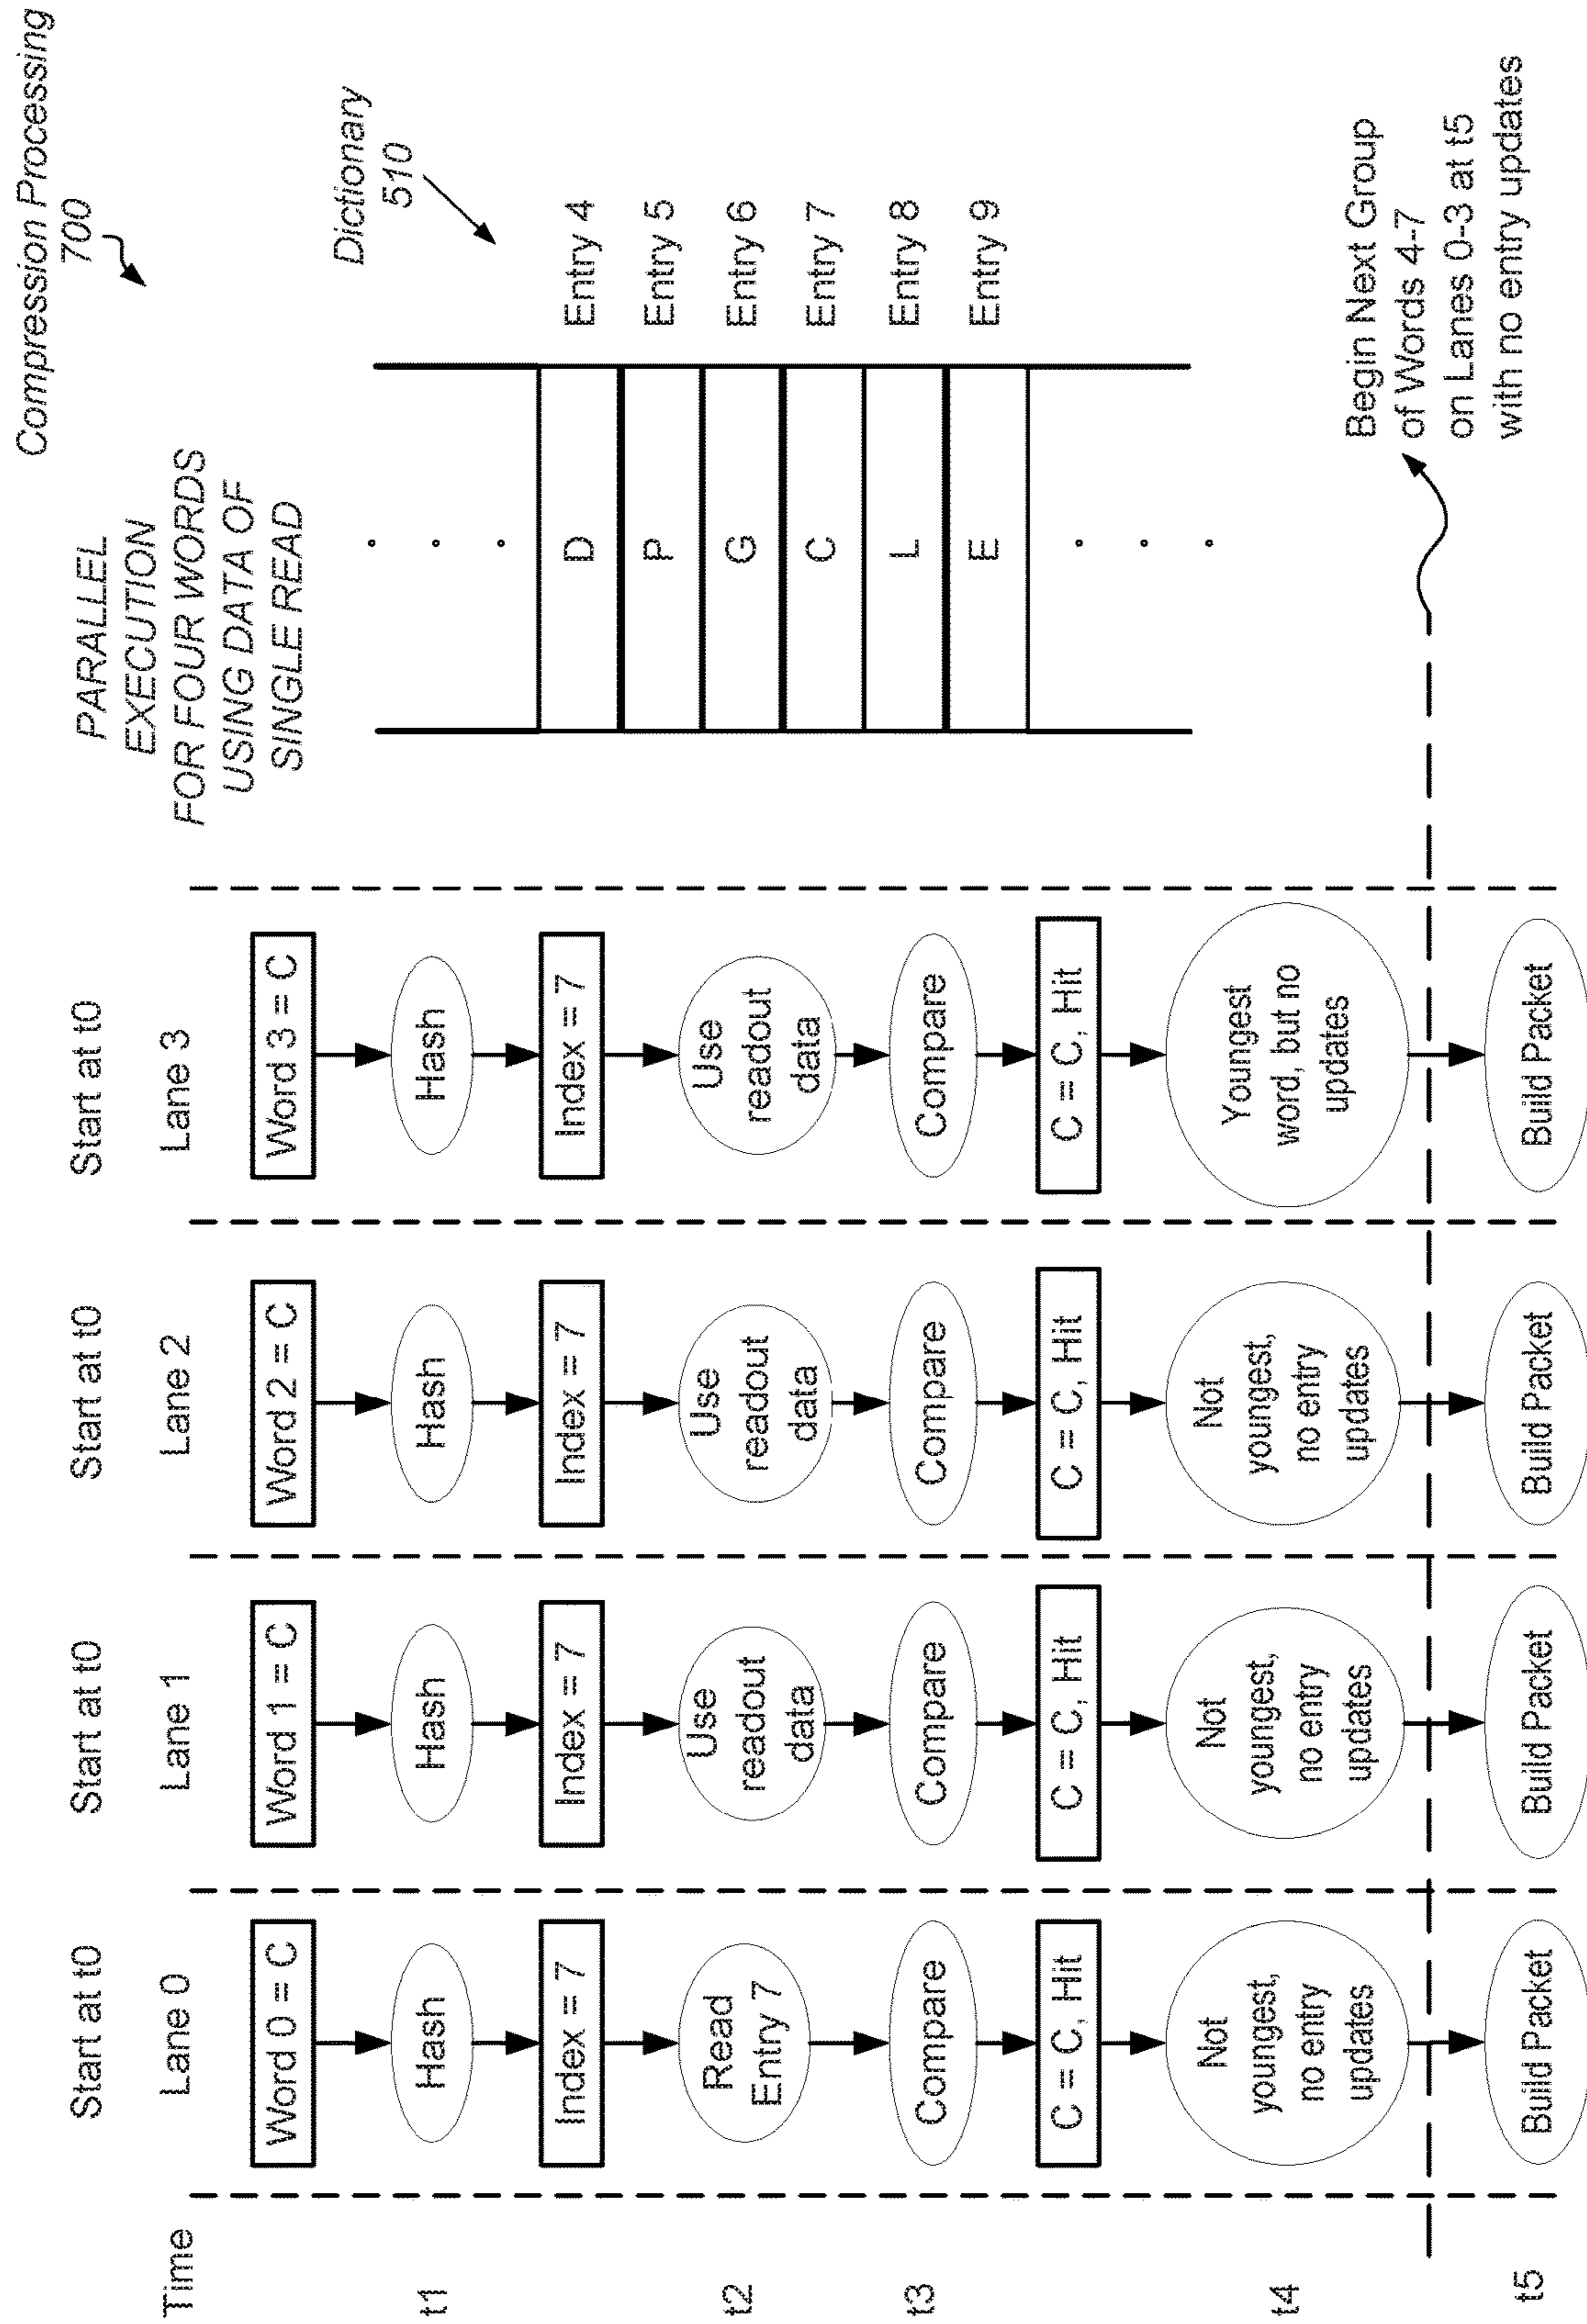 Compression Processing
700
PARALLEL
EXECUTION
FOR FOUR WORDS
USING DATA OF
SINGLE READ
Start at t0
Start at t0
Start at t0
Start at t0
Time
Lane 0
Lane 1
Lane 2
Lane 3
Word 0 = C
Word 1 = C
Word 2 = C
Word 3 = C
t1
Hash
Hash
Hash
Hash
Index = 7
Index = 7
Index = 7
Index = 7
t2
Read
Entry 7
Use
readout
data
Use
readout
data
Use
readout
data
t3
Compare
Compare
Compare
Compare
C = C, Hit
C = C, Hit
C = C, Hit
C = C, Hit
t4
Not
youngest,
no entry
updates
Not
youngest,
no entry
updates
Not
youngest,
no entry
updates
Youngest
word, but no
updates
t5
Build Packet
Build Packet
Build Packet
Build Packet
Dictionary
510
D
Entry 4
P
Entry 5
G
Entry 6
C
Entry 7
L
Entry 8
E
Entry 9
Begin Next Group
of Words 4-7
on Lanes 0-3 at t5
with no entry updates